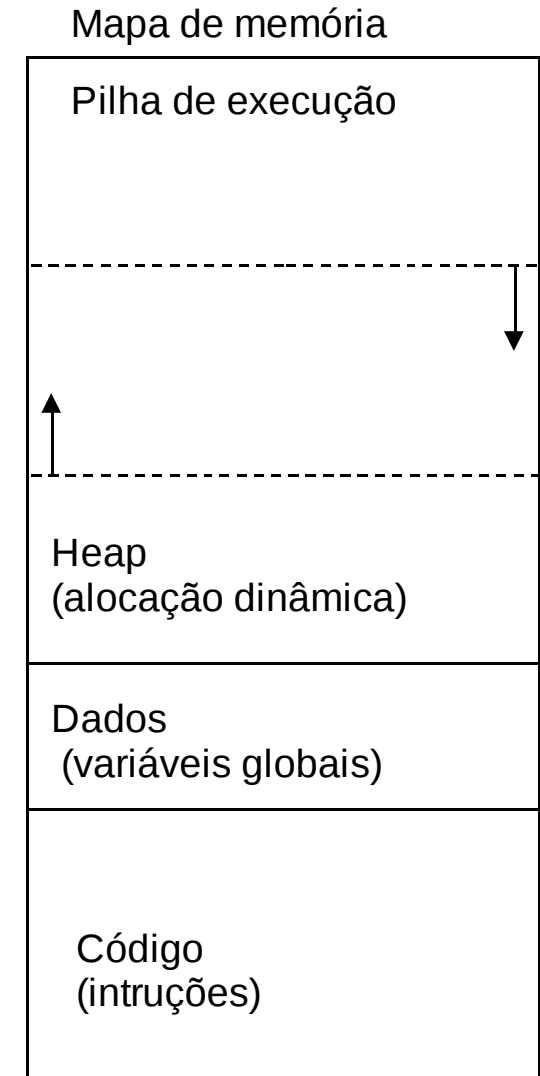 Mapa de memória
Pilha de execução
Heap
(alocação dinâmica)
Dados
(variáveis globais)
Código
(intruções)